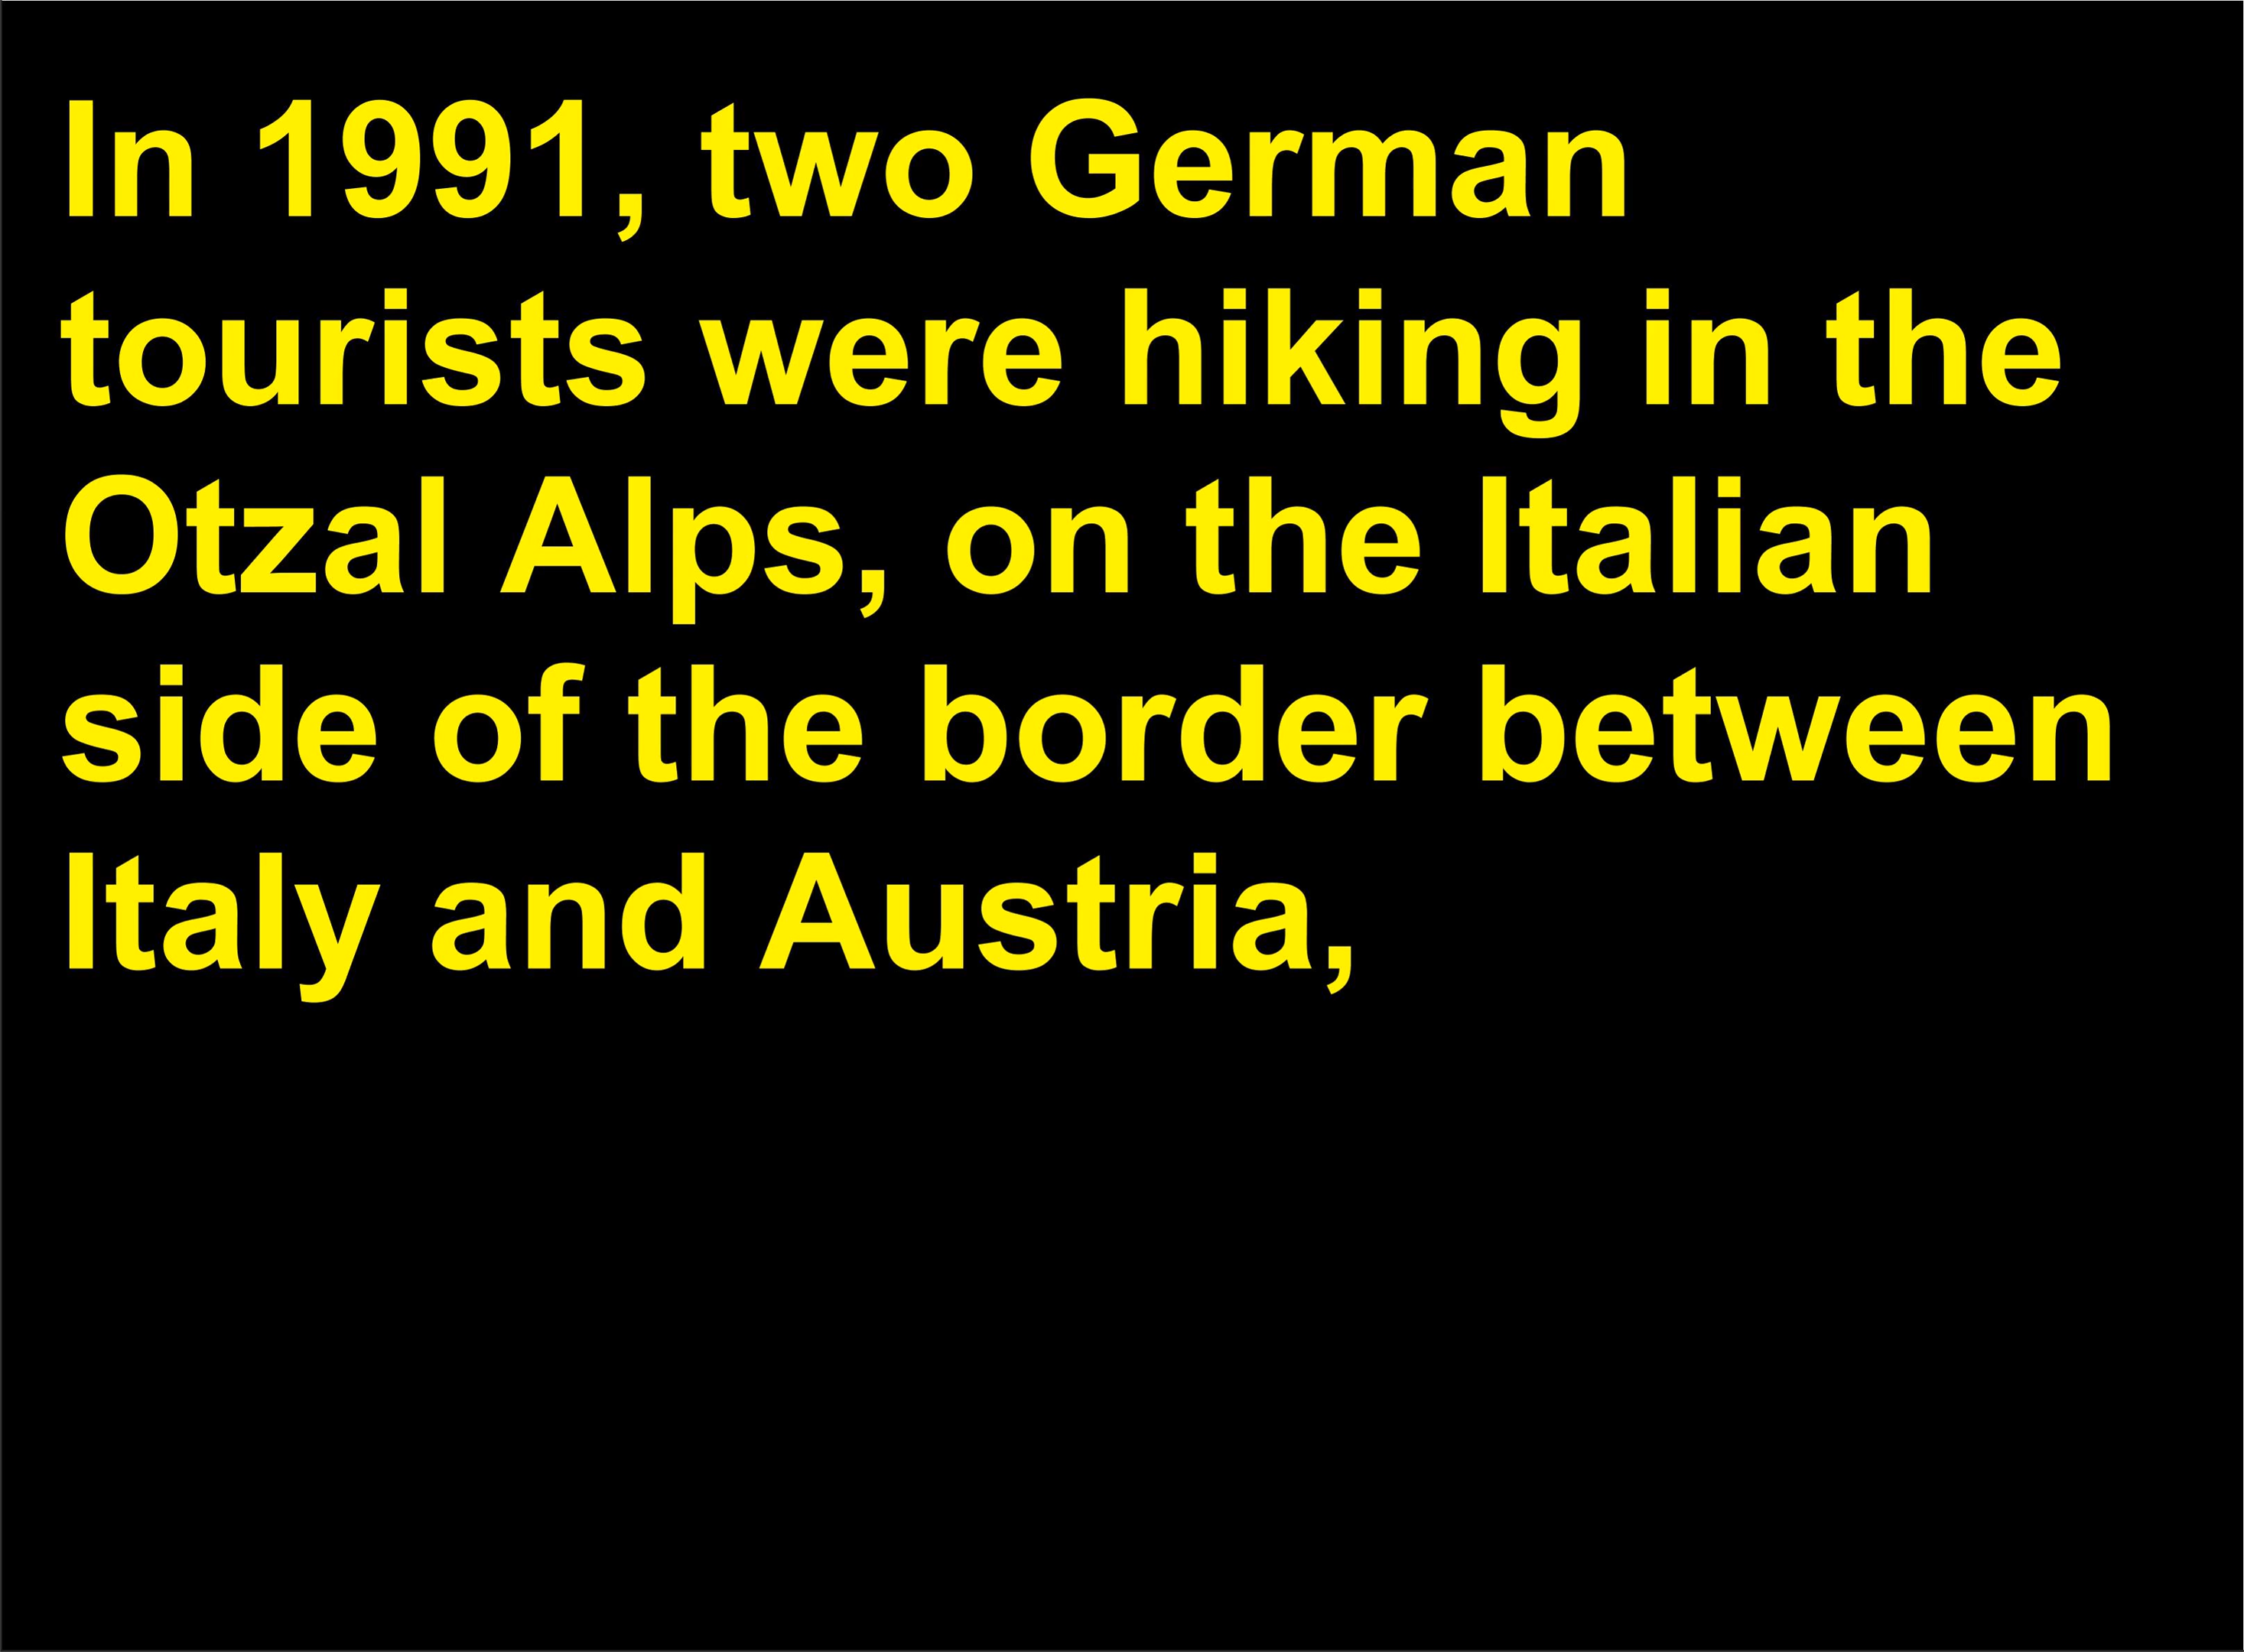 In 1991, two German
tourists were hiking in the
Otzal Alps, on the Italian
side of the border between
Italy and Austria,